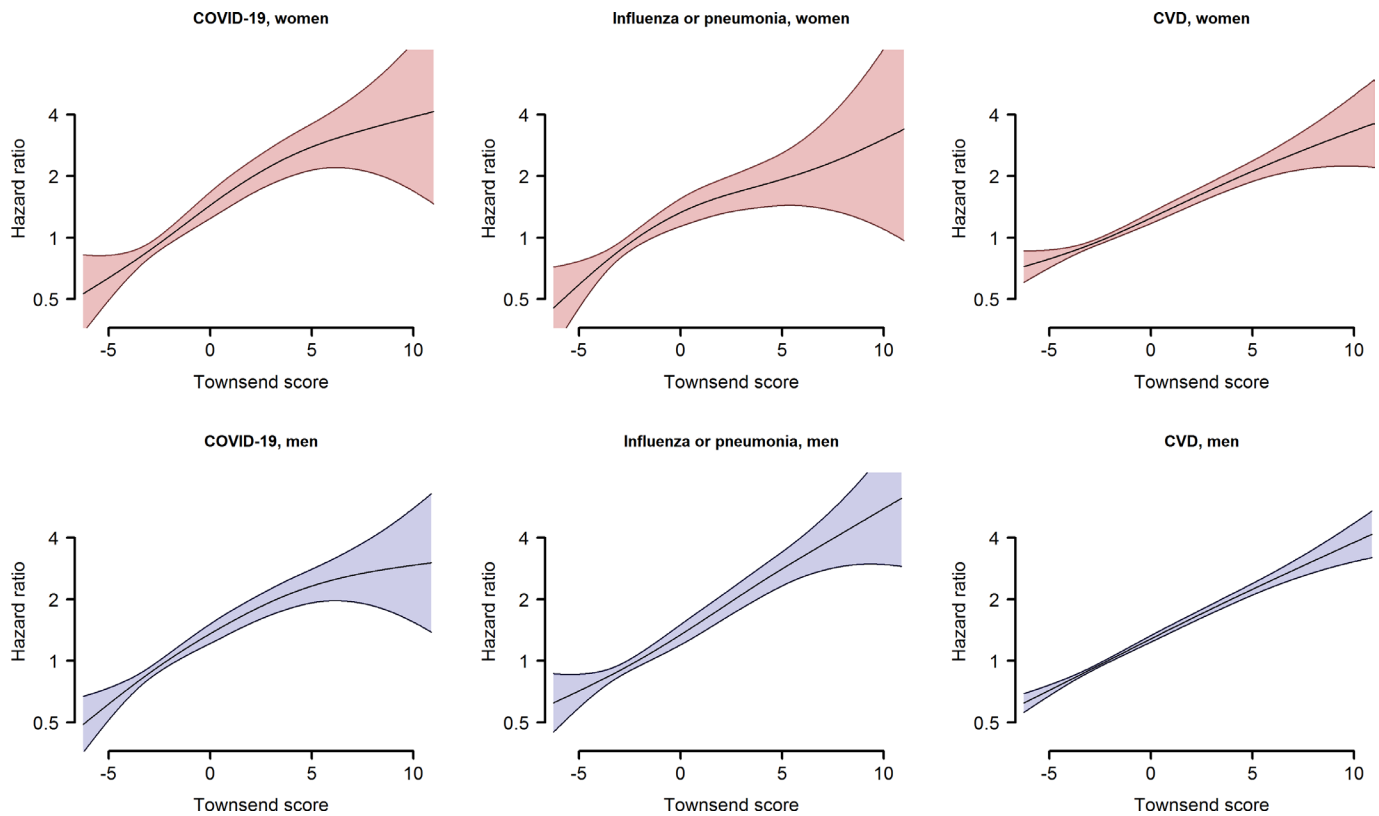 COVID-19, women
Influenza or pneumonia, women
CVD, women
Hazard ratio
4
2
1
0.5
-5 0 5 10
Townsend score
Hazard ratio
4
2
1
0.5
-5 0 5 10
Townsend score
Hazard ratio
4
2
1
0.5
-5 0 5 10
Townsend score
COVID-19, men
Influenza or pneumonia, men
CVD, men
Hazard ratio
4
2
1
0.5
-5 0 5 10
Townsend score
Hazard ratio
4
2
1
0.5
-5 0 5 10
Townsend score
Hazard ratio
4
2
1
0.5
-5 0 5 10
Townsend score